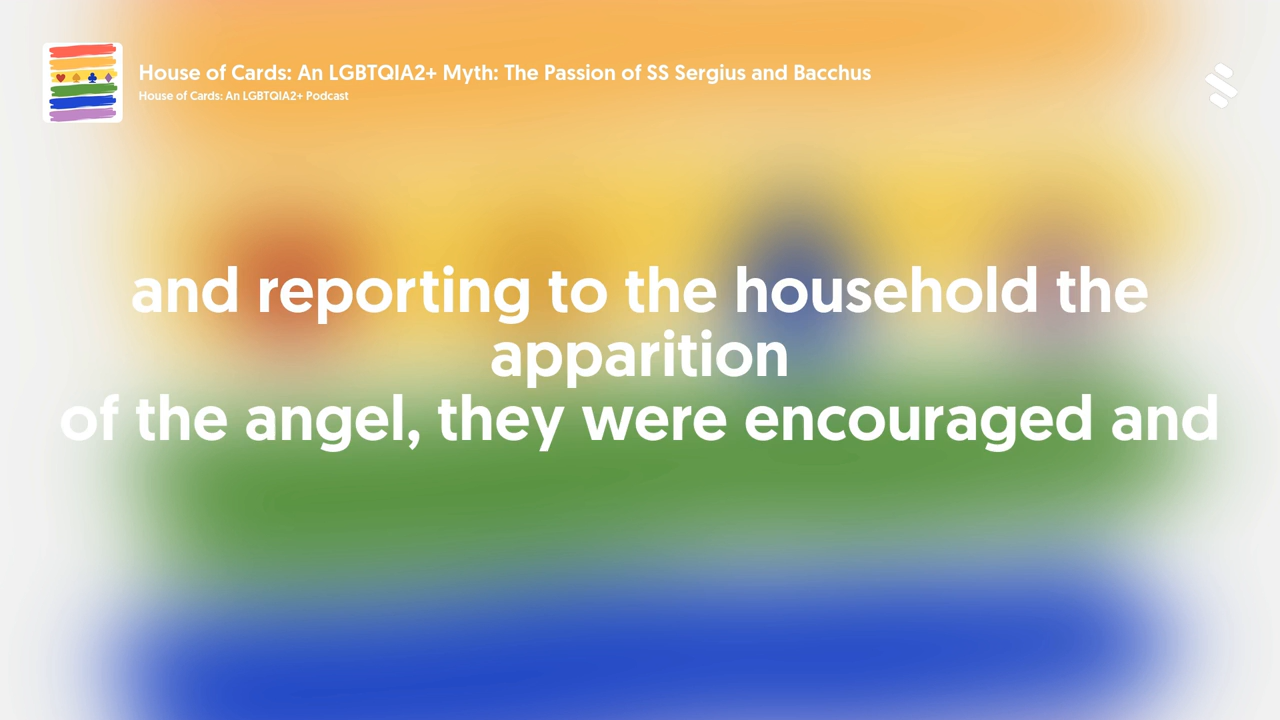 House of Cards: An LGBTQIA2+ Myth: The Passion of SS Sergius and Bacchus
House of Cards: An LGBTQIA2+ Podcast
and reporting to the household the
apparition
of the angel, they were encouraged and